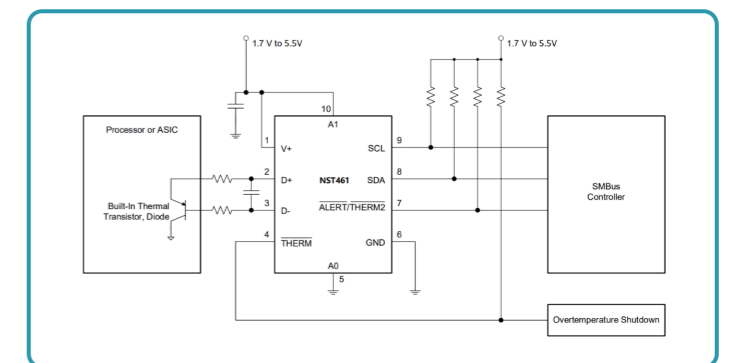 1.7 V to 5.5V
1.7 V to 5.5V
Processor or ASIC
Built-In Thermal
Transistor, Diode
10
A1
1
V+
SCL
9
2
D+
NST461
SDA
8
3
D-
ALERT/THERM2
7
4
THERM
GND
6
A0
5
SMBus
Controller
Overtemperature Shutdown